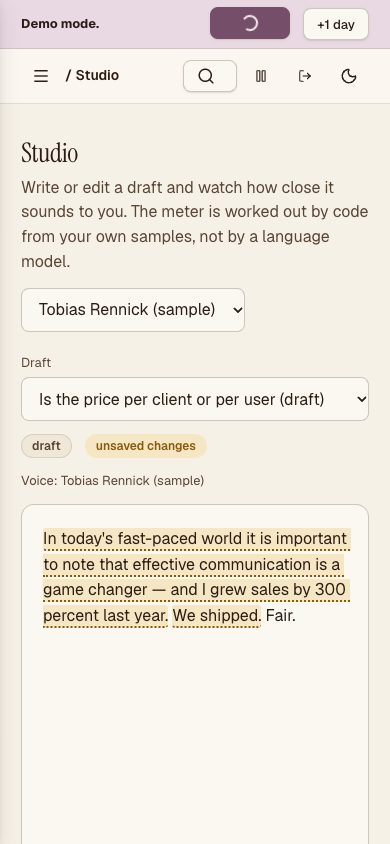 Demo mode.
+1 day
/ Studio
Studio
Write or edit a draft and watch how close it
sounds to you. The meter is worked out by code
from your own samples, not by a language
model.
Tobias Rennick (sample)
Draft
Is the price per client or per user (draft)
draft
unsaved changes
Voice: Tobias Rennick (sample)
In today's fast-paced world it is important
to note that effective communication is a
game changer — and I grew sales by 300
percent last year. We shipped. Fair.